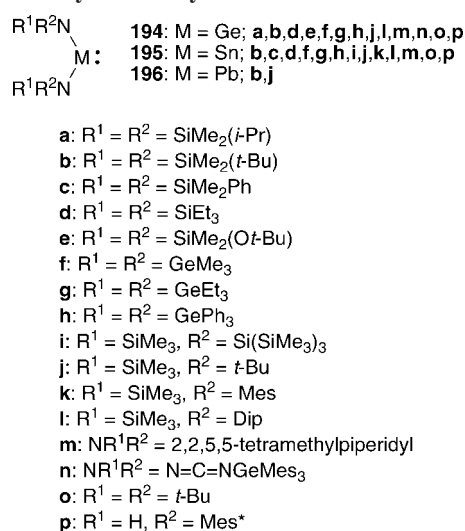 R¹R²N
M:
R¹R²N
194: M = Ge; a,b,d,e,f,g,h,j,l,m,n,o,p
195: M = Sn; b,c,d,f,g,h,i,j,k,l,m,o,p
196: M = Pb; b,j
a: R¹ = R² = SiMe₂(i-Pr)
b: R¹ = R² = SiMe₂(t-Bu)
c: R¹ = R² = SiMe₂Ph
d: R¹ = R² = SiEt₃
e: R¹ = R² = SiMe₂(Ot-Bu)
f: R¹ = R² = GeMe₃
g: R¹ = R² = GeEt₃
h: R¹ = R² = GePh₃
i: R¹ = SiMe₃, R² = Si(SiMe₃)₃
j: R¹ = SiMe₃, R² = t-Bu
k: R¹ = SiMe₃, R² = Mes
l: R¹ = SiMe₃, R² = Dip
m: NR¹R² = 2,2,5,5-tetramethylpiperidyl
n: NR¹R² = N=C=NGeMes₃
o: R¹ = R² = t-Bu
p: R¹ = H, R² = Mes*